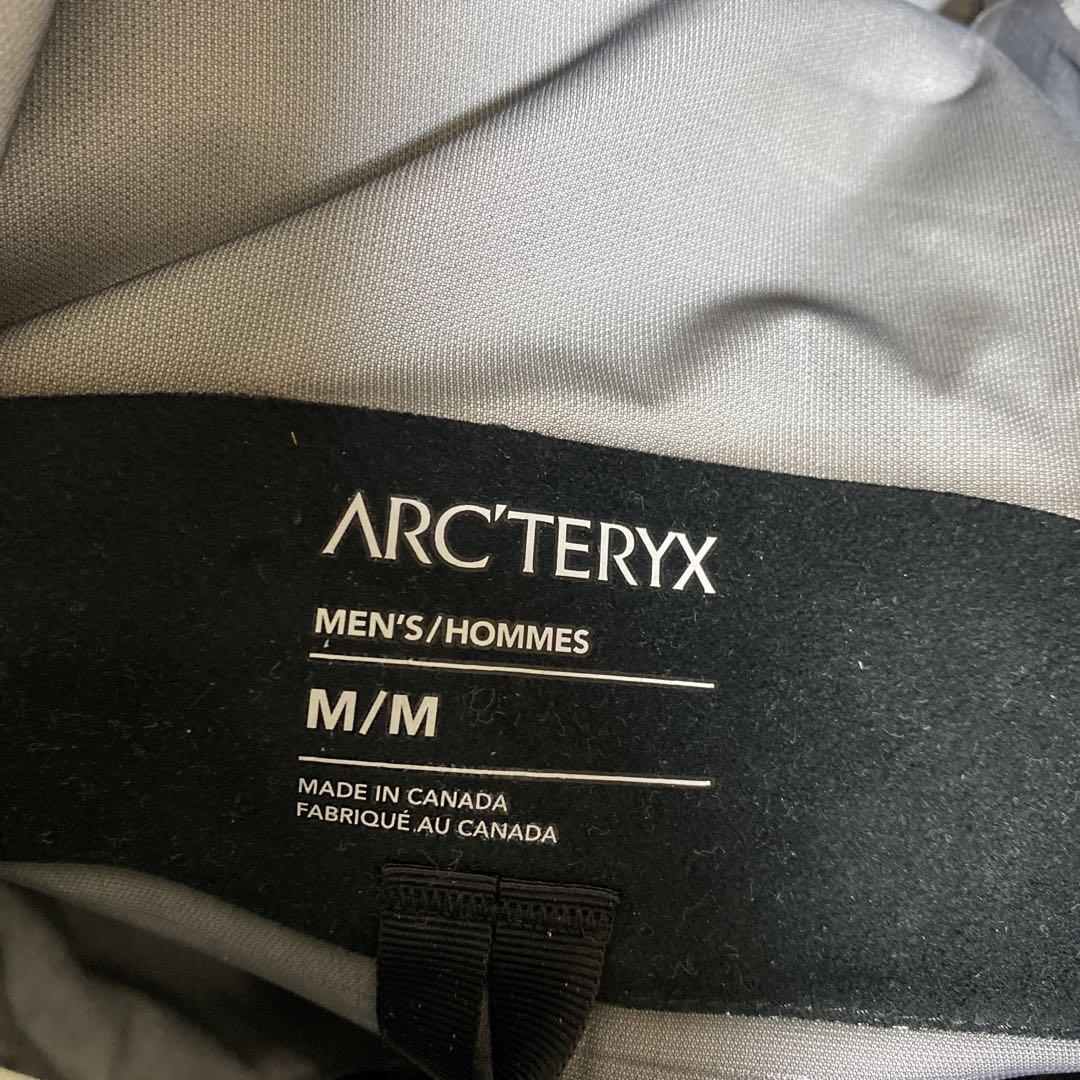 ARC'TERYX
MEN'S/HOMMES
M/M
MADE IN CANADA
FABRIQUÉ AU CANADA